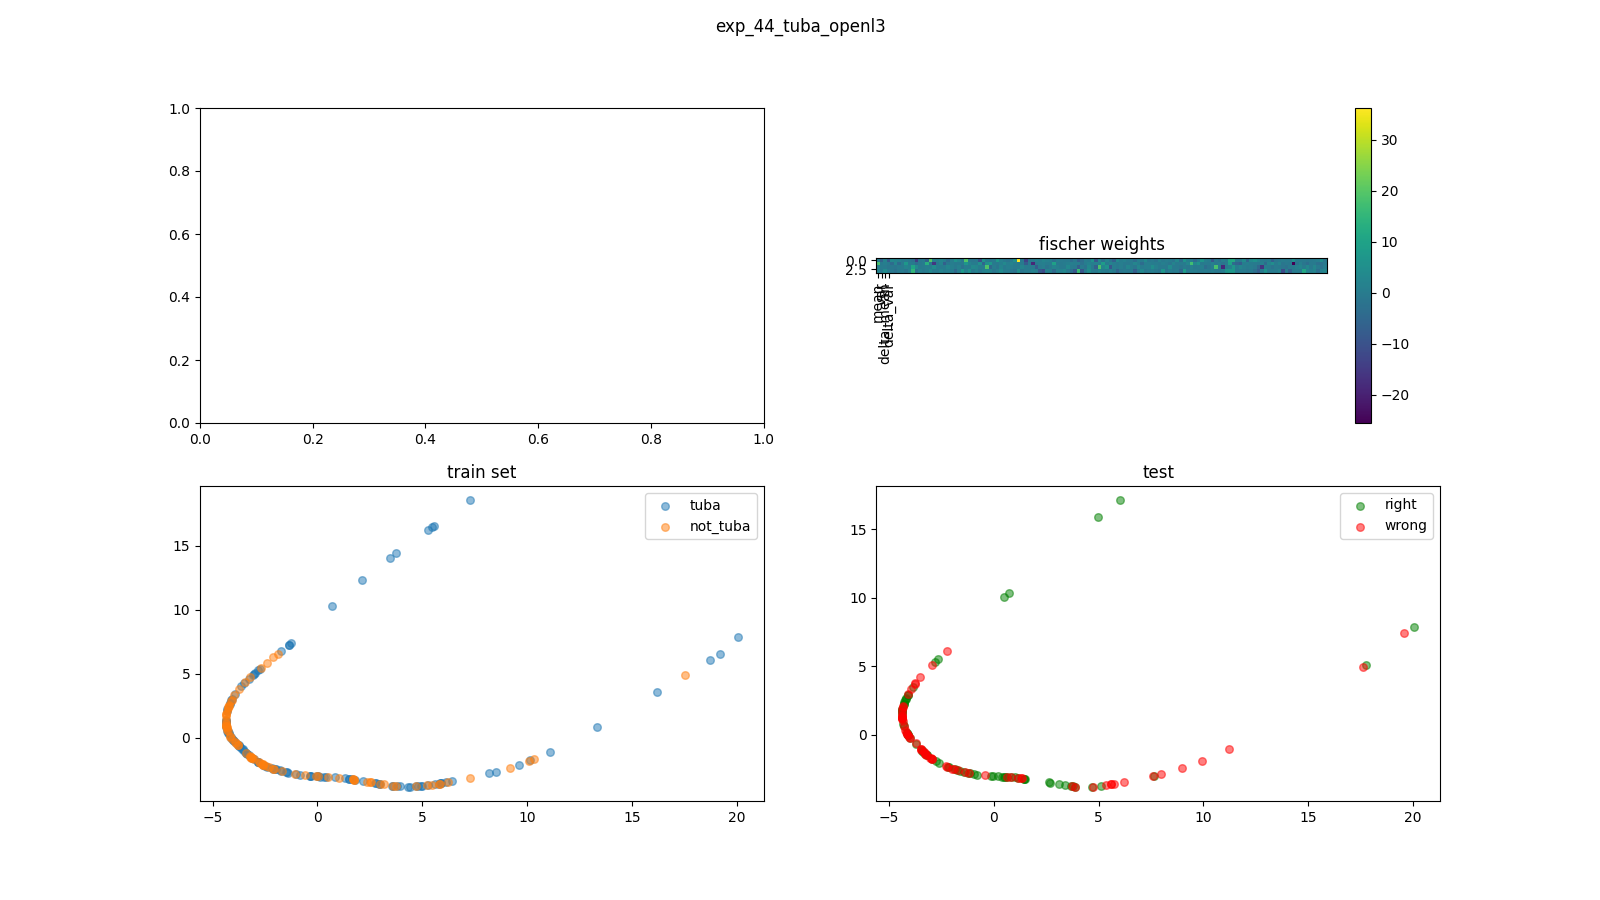 exp_44_tuba_openl3
1.0
0.8
0.6
0.4
0.2
0.0
0.0 0.2 0.4 0.6 0.8 1.0
fischer weights
0.0
2.5
mean
delta_mean
delta_var
30
20
10
0
−10
−20
train set
tuba
not_tuba
15
10
5
0
−5 0 5 10 15 20
test
right
wrong
15
10
5
0
−5 0 5 10 15 20